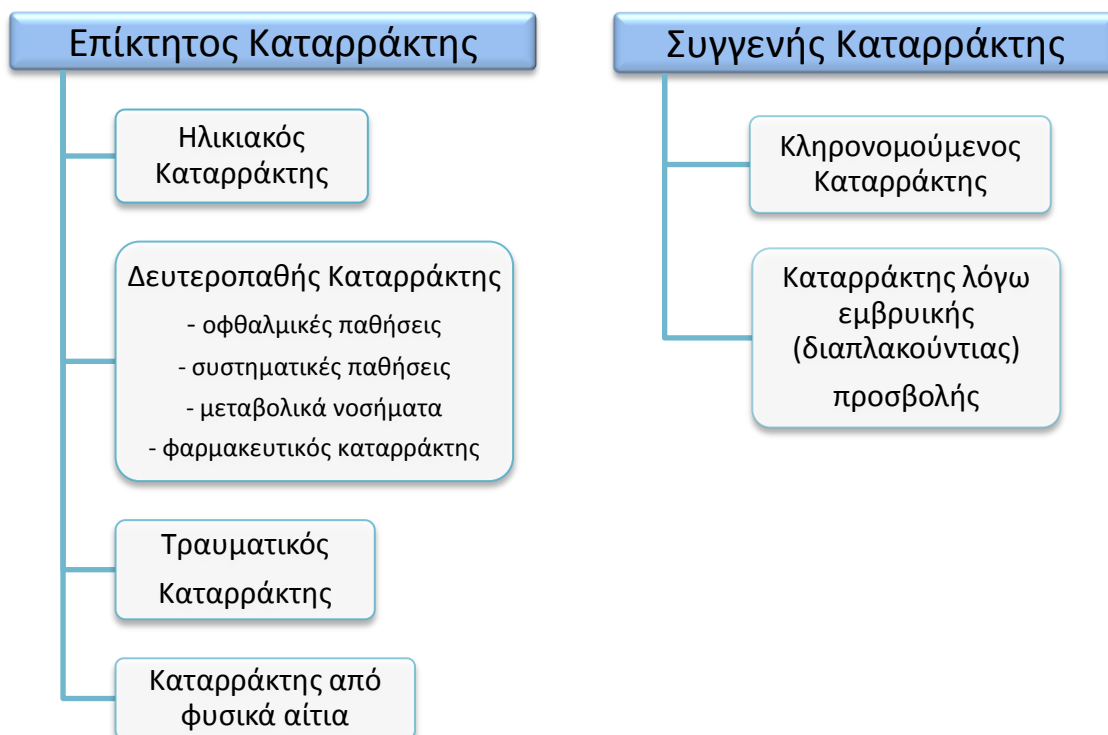 Επίκτητος Καταρράκτης
Ηλικιακός
Καταρράκτης
Δευτεροπαθής Καταρράκτης
- οφθαλμικές παθήσεις
- συστηματικές παθήσεις
- μεταβολικά νοσήματα
- φαρμακευτικός καταρράκτης
Τραυματικός
Καταρράκτης
Καταρράκτης από
φυσικά αίτια
Συγγενής Καταρράκτης
Κληρονομούμενος
Καταρράκτης
Καταρράκτης λόγω
εμβρυικής
(διαπλακούντιας)
προσβολής